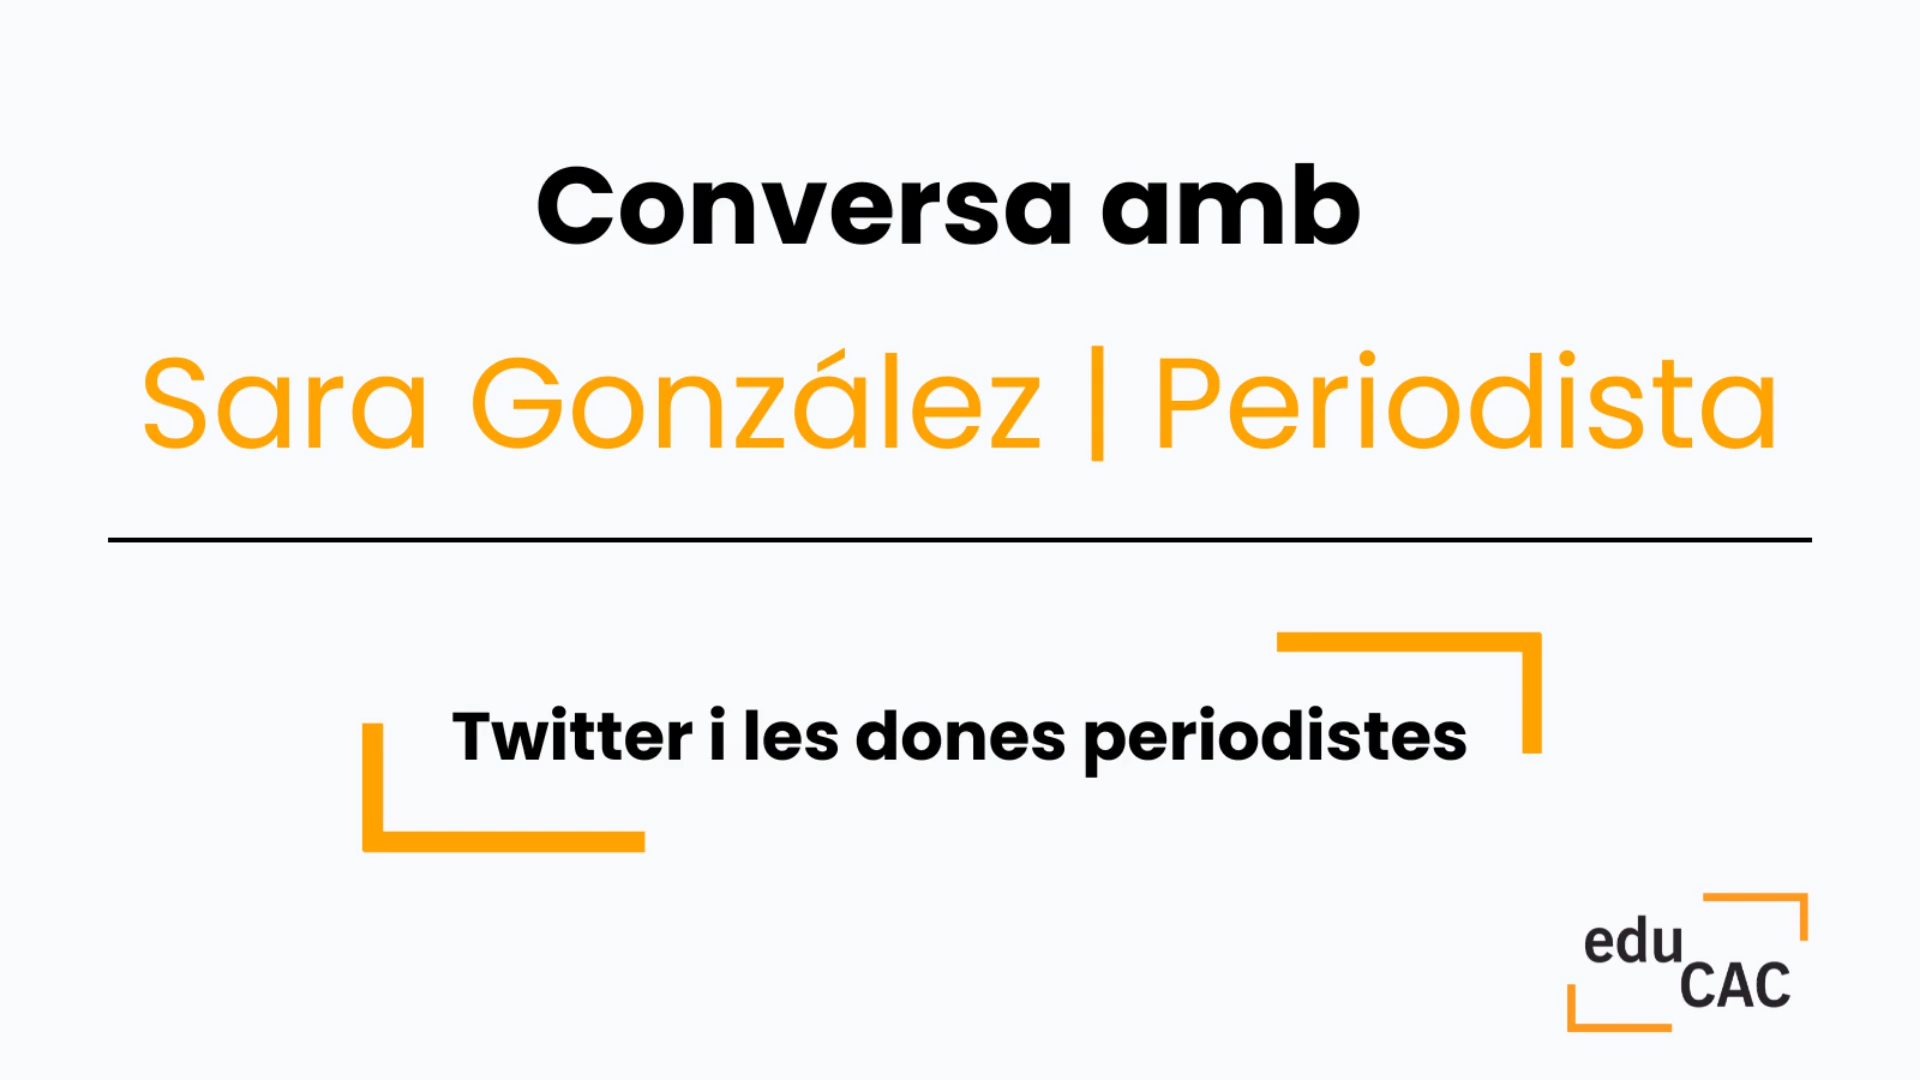 Conversa amb
Sara González | Periodista
Twitter i les dones periodistes
edu
CAC